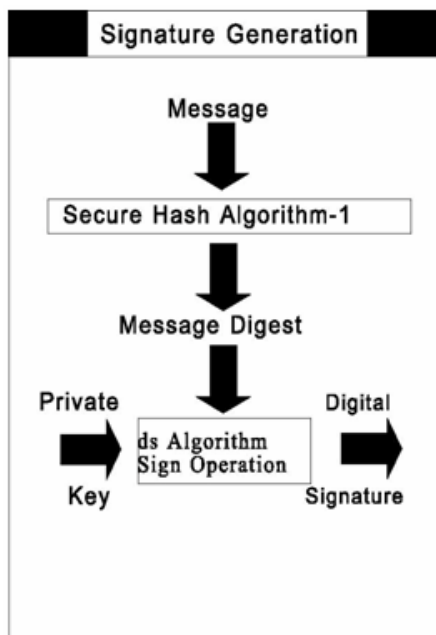 Signature Generation
Message
Secure Hash Algorithm-1
Message Digest
Private
Key
ds Algorithm
Sign Operation
Digital
Signature